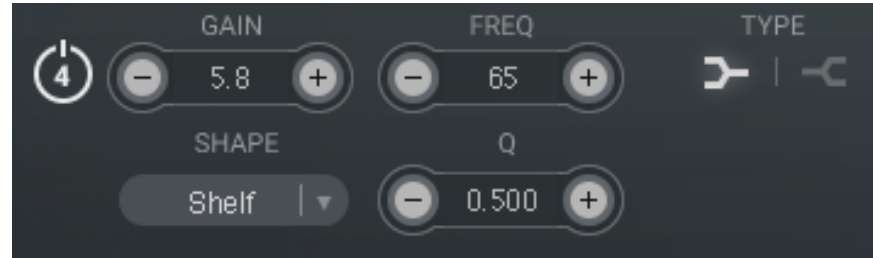 GAIN FREQ TYPE
4 − 5.8 + − 65 +
SHAPE Q
Shelf − 0.500 +